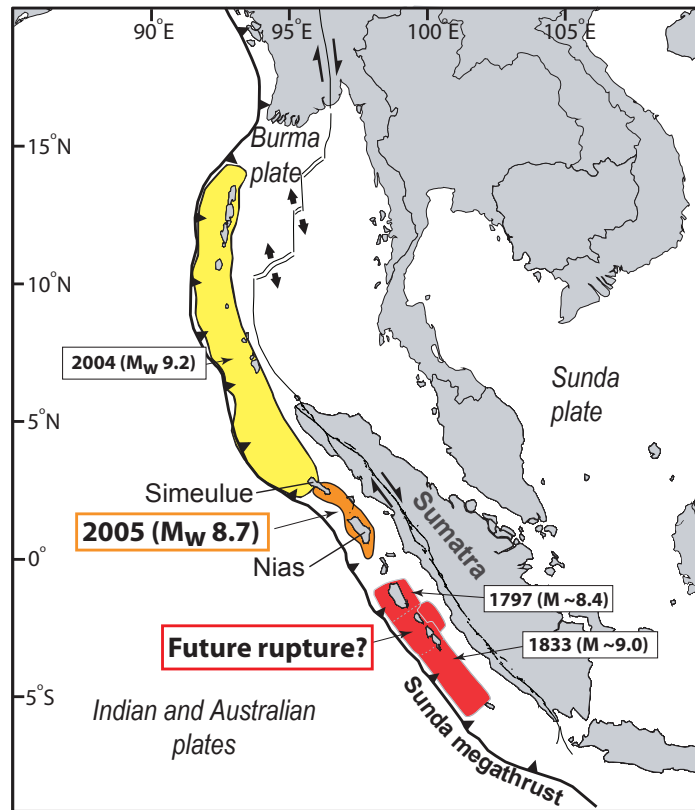 90°E 95°E 100°E 105°E
Burma
plate
15°N
10°N
2004 (Mw 9.2)
Sunda
plate
5°N
Simeulue
2005 (Mw 8.7)
Sumatra
0°
Nias
1797 (M ~8.4)
Future rupture?
1833 (M ~9.0)
5°S
Indian and Australian
plates
Sunda megathrust